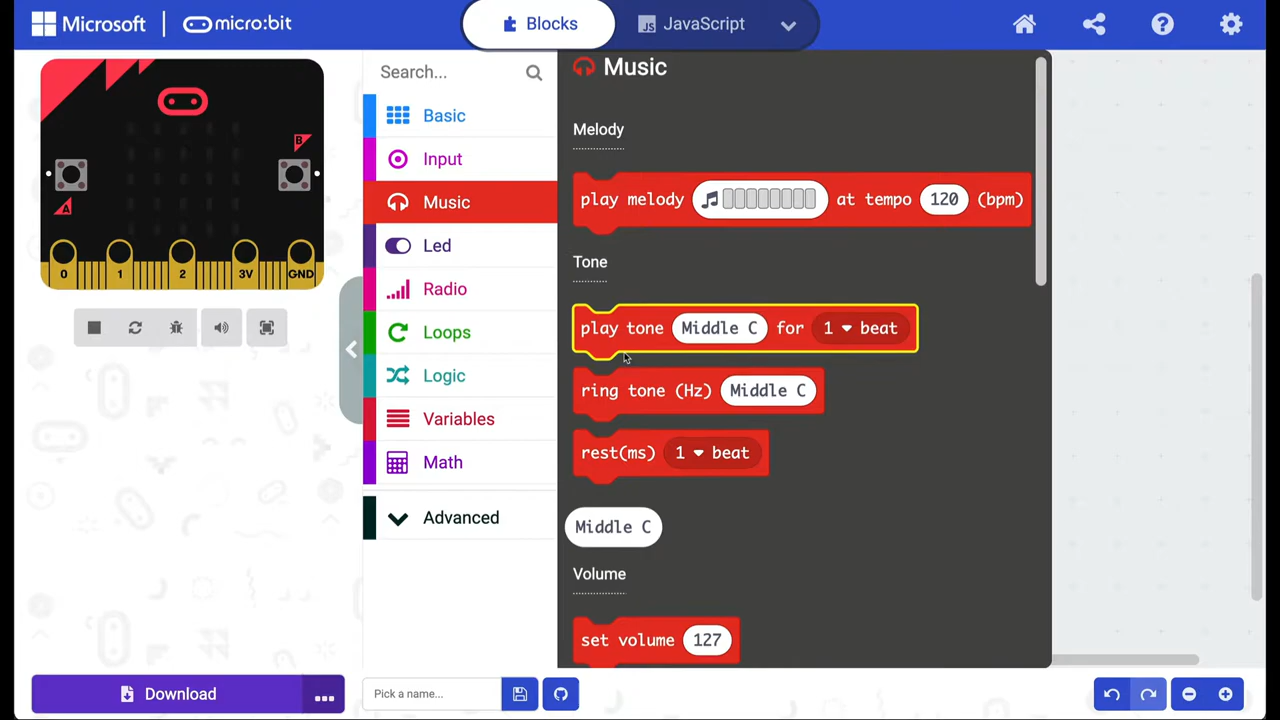 Microsoft
micro:bit
Blocks
JavaScript
Search...
Basic
Input
Music
Led
Radio
Loops
Logic
Variables
Math
Advanced
Music
Melody
play melody at tempo 120 (bpm)
Tone
play tone Middle C for 1 beat
ring tone (Hz) Middle C
rest(ms) 1 beat
Middle C
Volume
set volume 127
A
B
0 1 2 3V GND
Download
...
Pick a name...